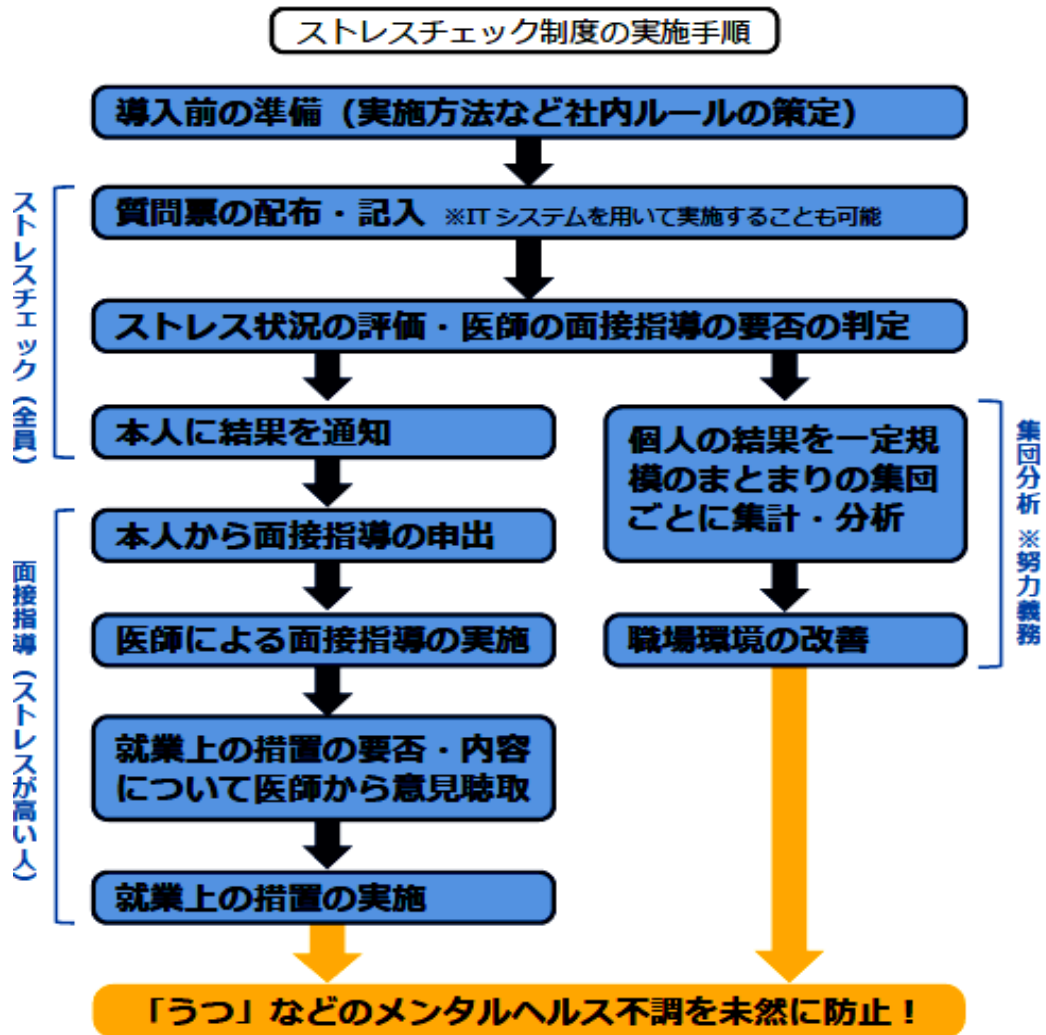 ストレスチェック制度の実施手順
導入前の準備（実施方法など社内ルールの策定）
ストレスチェック（全員）
質問票の配布・記入 ※IT システムを用いて実施することも可能
ストレス状況の評価・医師の面接指導の要否の判定
本人に結果を通知
面接指導（ストレスが高い人）
本人から面接指導の申出
医師による面接指導の実施
就業上の措置の要否・内容
について医師から意見聴取
就業上の措置の実施
個人の結果を一定規
模のまとまりの集団
ごとに集計・分析
職場環境の改善
集団分析 ※努力義務
「うつ」などのメンタルヘルス不調を未然に防止！